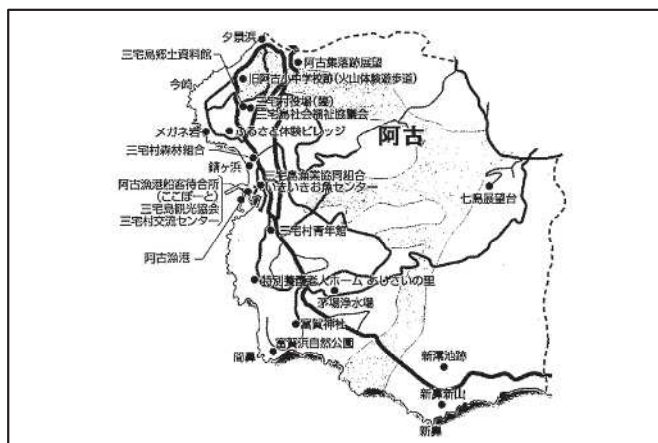 夕景浜
三宅島郷土資料館
阿古集落跡展望
旧阿古小中学校跡(火山体験遊歩道)
今崎
三宅村役場(臨)
三宅島社会福祉協議会
阿古
メガネ岩
ふるさと体験ビレッジ
三宅村森林組合
錆ヶ浜
三宅島漁業協同組合
いきいきお魚センター
阿古漁港船客待合所
(ここぽーと)
三宅島観光協会
三宅村交流センター
七島展望台
三宅村青年館
阿古漁港
特別養護老人ホーム あじさいの里
茅場浄水場
富賀神社
富賀浜自然公園
間鼻
新澪池跡
新鼻新山
新鼻